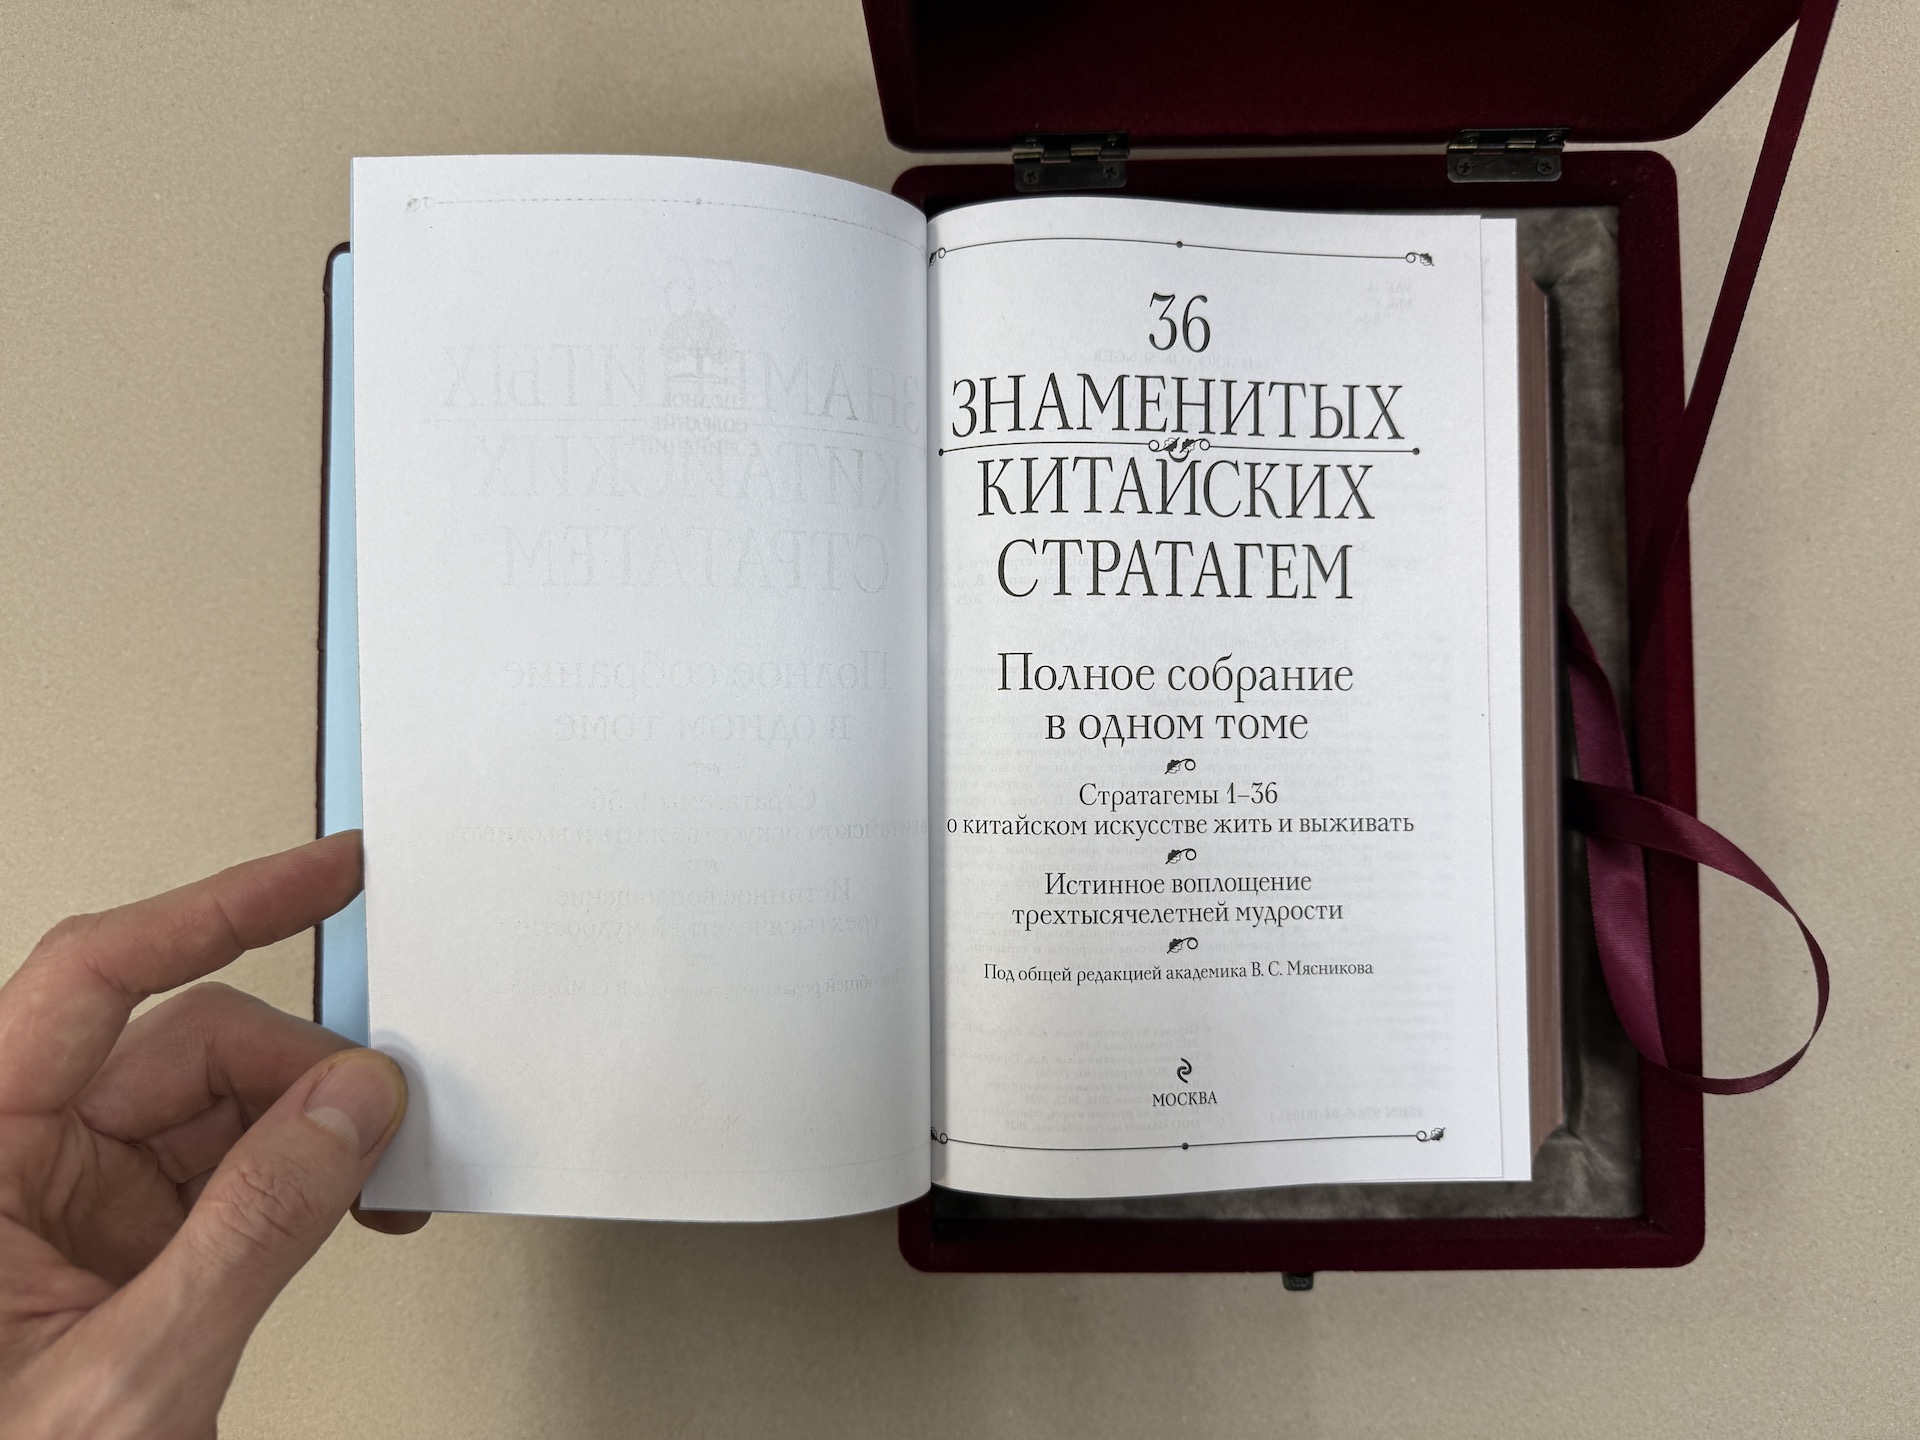 36
ЗНАМЕНИТЫХ
КИТАЙСКИХ
СТРАТАГЕМ
Полное собрание
в одном томе
Стратагемы 1–36
о китайском искусстве жить и выживать
Истинное воплощение
трехтысячелетней мудрости
Под общей редакцией академика В. С. Мясникова
МОСКВА